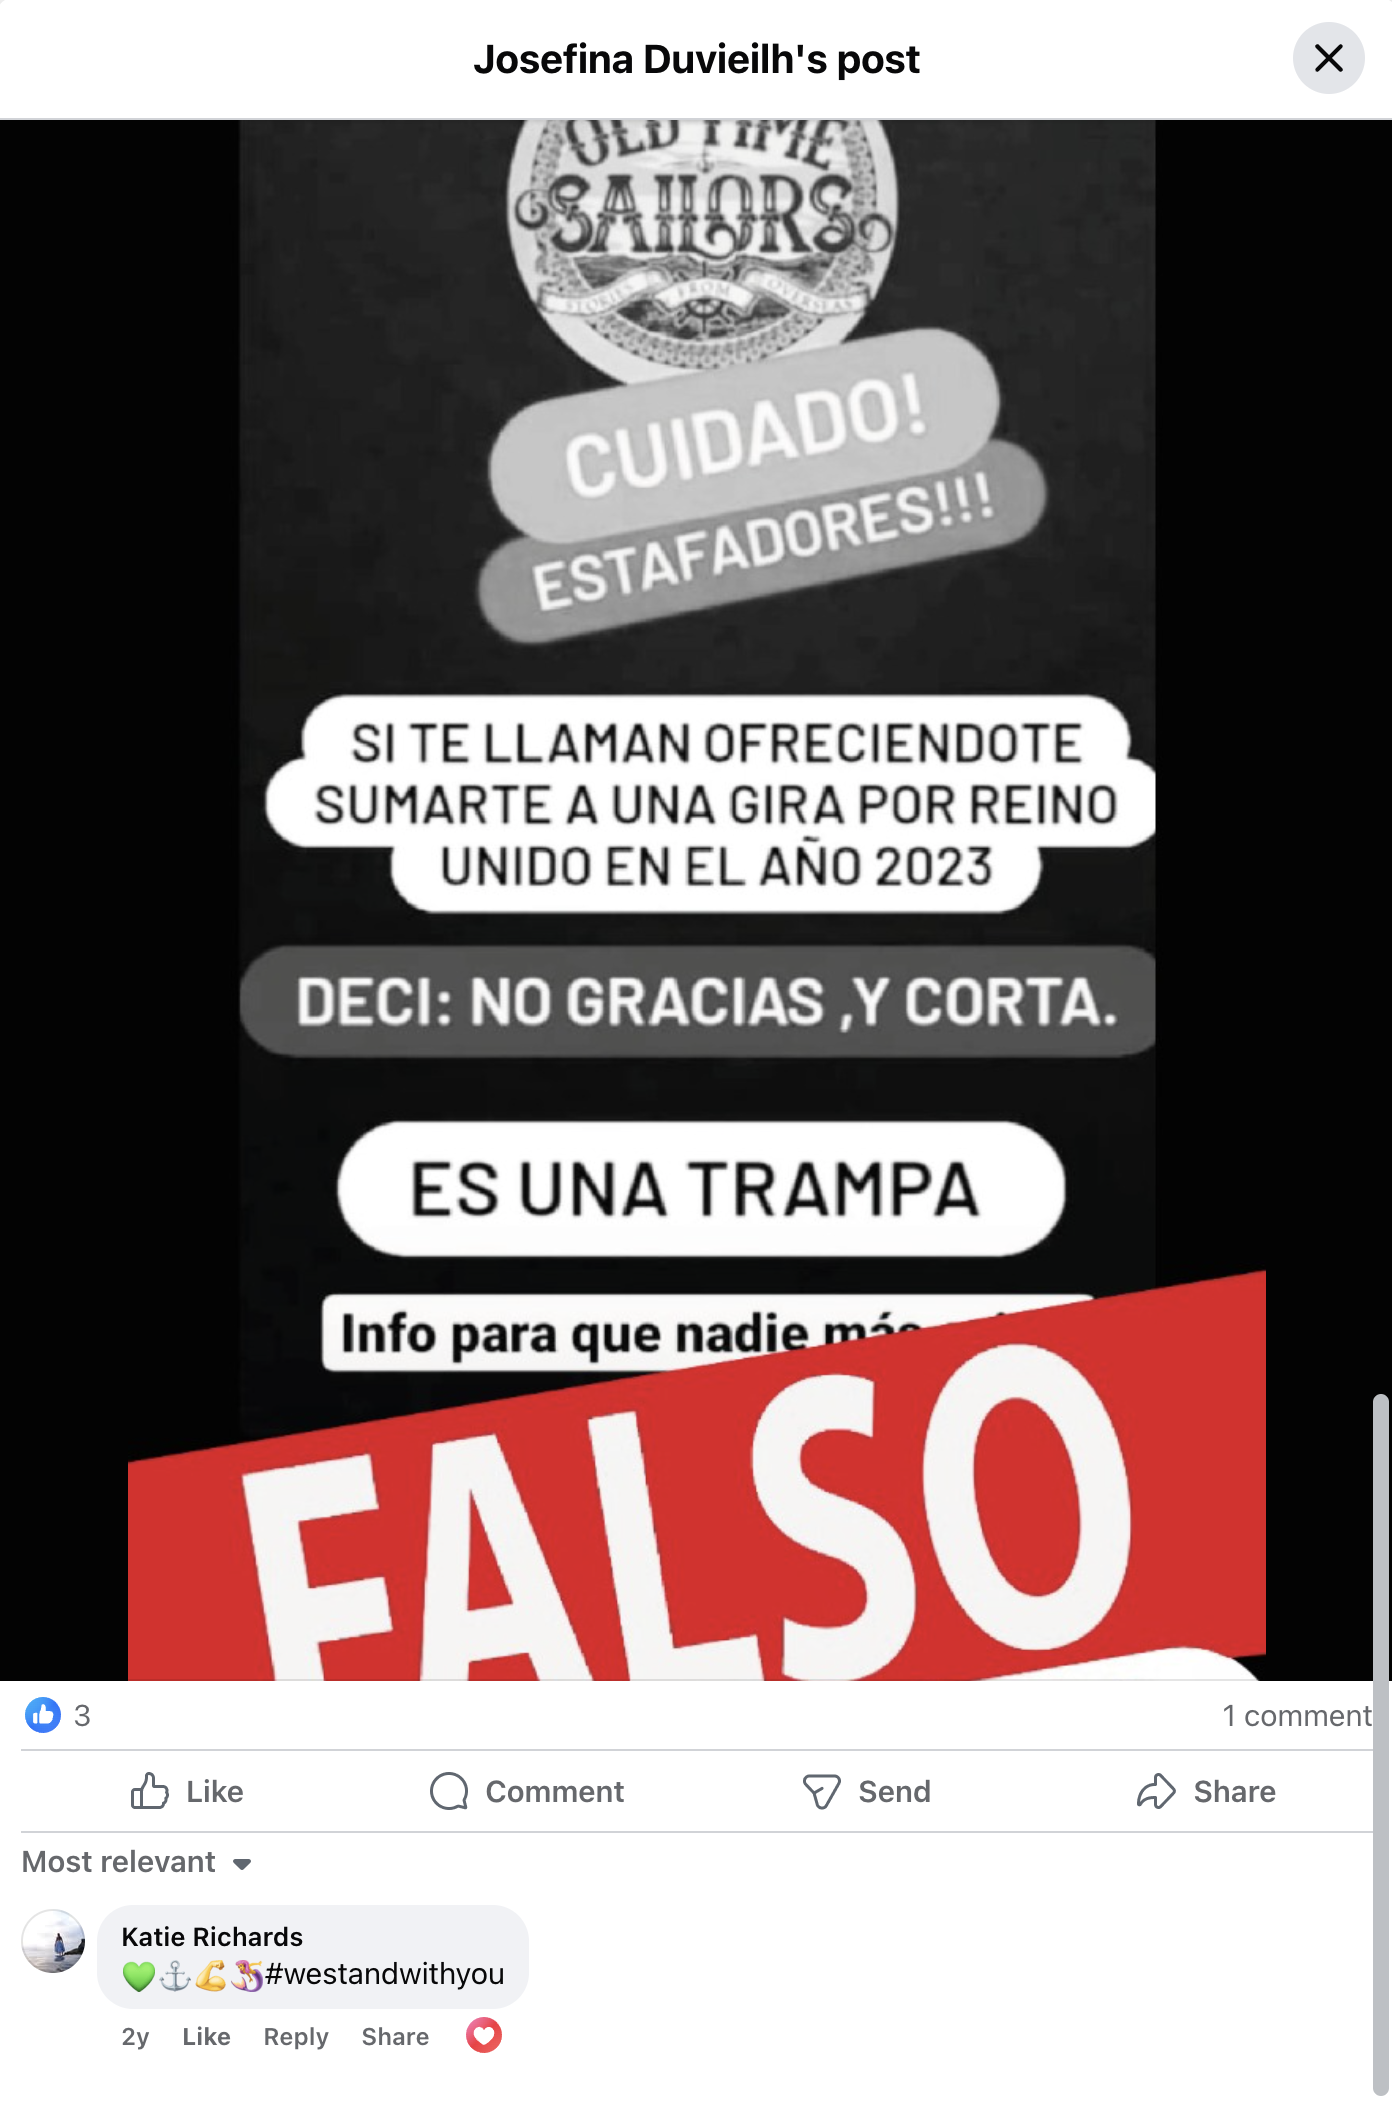 Josefina Duvieilh's post
OLD TIME
SAILORS
STORIES FROM OVERSEAS
CUIDADO!
ESTAFADORES!!!
SI TE LLAMAN OFRECIENDOTE
SUMARTE A UNA GIRA POR REINO
UNIDO EN EL AÑO 2023
DECI: NO GRACIAS ,Y CORTA.
ES UNA TRAMPA
Info para que nadie más
FALSO
3
1 comment
Like
Comment
Send
Share
Most relevant
Katie Richards
💚⚓💪🧜‍♀️#westandwithyou
2y Like Reply Share